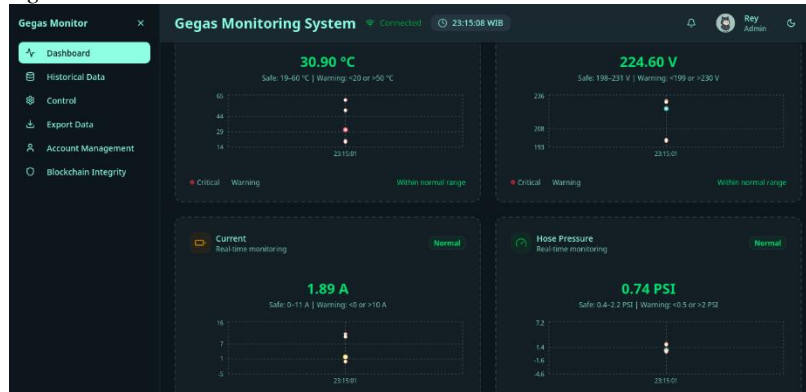 Gegas Monitor ×
Gegas Monitoring System Connected 23:15:08 WIB
Rey
Admin
Dashboard
Historical Data
Control
Export Data
Account Management
Blockchain Integrity
30.90 °C
Safe: 19–60 °C | Warning: <20 or >50 °C
65
44
29
14
23:15:01
Critical Warning Within normal range
224.60 V
Safe: 198–231 V | Warning: <199 or >230 V
236
208
193
23:15:01
Critical Warning Within normal range
Current
Real-time monitoring
Normal
1.89 A
Safe: 0–11 A | Warning: <0 or >10 A
16
7
1
-5
23:15:01
Hose Pressure
Real-time monitoring
Normal
0.74 PSI
Safe: 0.4–2.2 PSI | Warning: <0.5 or >2 PSI
7.2
1.4
-1.6
-4.6
23:15:01